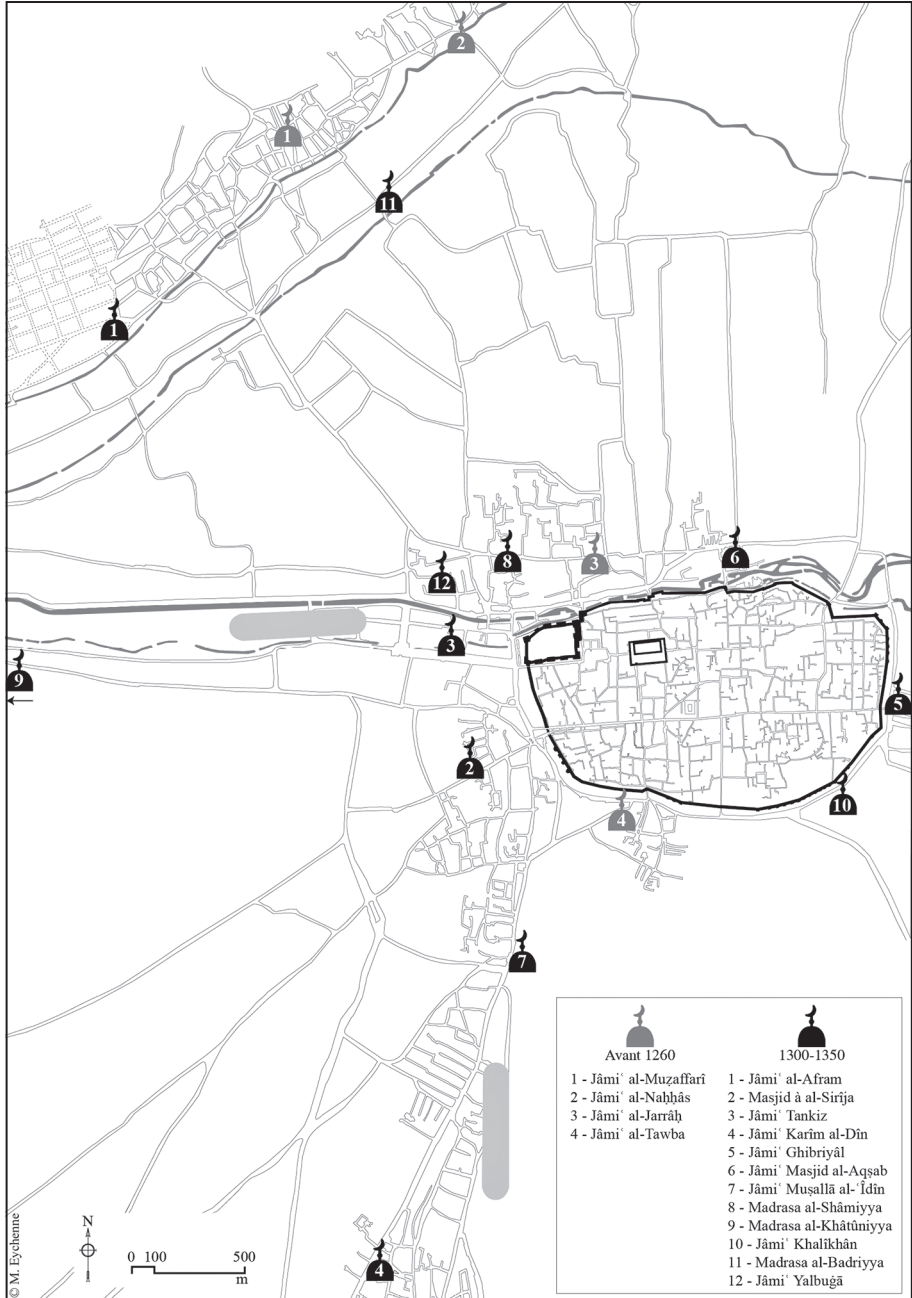 2
1
11
1
6
8
3
12
3
9
5
2
10
4
7
4
Avant 1260
1 - Jâmiʿ al-Muẓaffarî
2 - Jâmiʿ al-Naḥḥâs
3 - Jâmiʿ al-Jarrâḥ
4 - Jâmiʿ al-Tawba
1300-1350
1 - Jâmiʿ al-Afram
2 - Masjid à al-Sirîja
3 - Jâmiʿ Tankiz
4 - Jâmiʿ Karîm al-Dîn
5 - Jâmiʿ Ghibriyâl
6 - Jâmiʿ Masjid al-Aqṣab
7 - Jâmiʿ Muṣallā al-ʿÎdîn
8 - Madrasa al-Shâmiyya
9 - Madrasa al-Khâtûniyya
10 - Jâmiʿ Khalîkhân
11 - Madrasa al-Badriyya
12 - Jâmiʿ Yalbuġā
N
0 100 500
m
© M. Eychenne